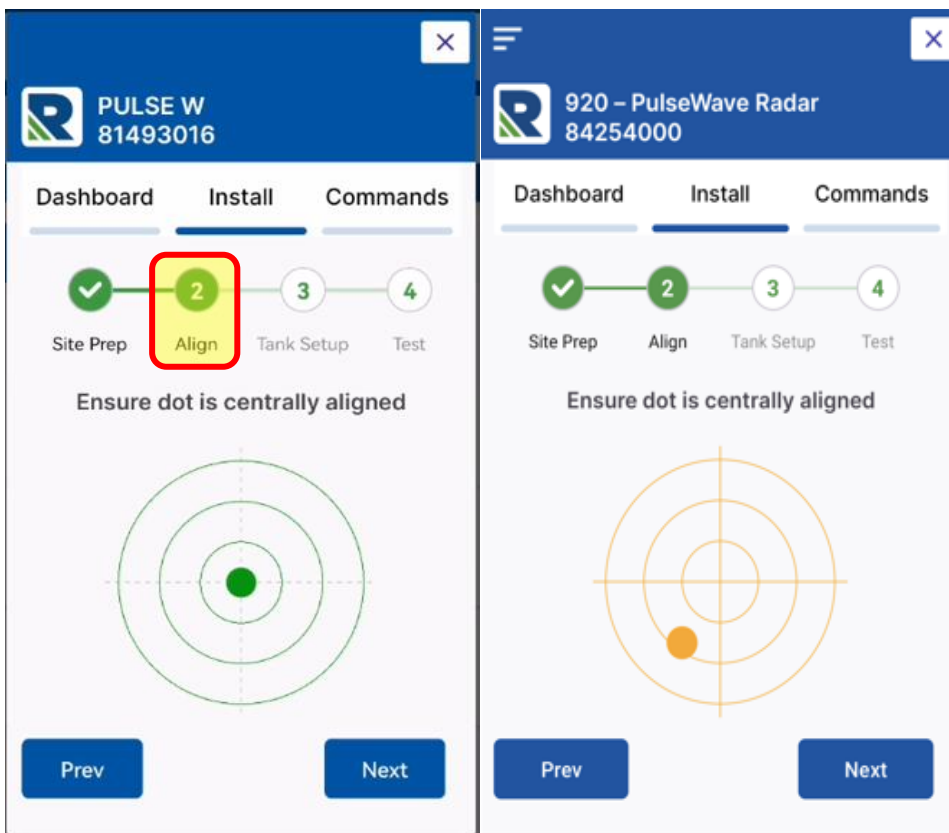 PULSE W
81493016
Dashboard Install Commands
2 3 4
Site Prep Align Tank Setup Test
Ensure dot is centrally aligned
Prev Next
920 – PulseWave Radar
84254000
Dashboard Install Commands
2 3 4
Site Prep Align Tank Setup Test
Ensure dot is centrally aligned
Prev Next